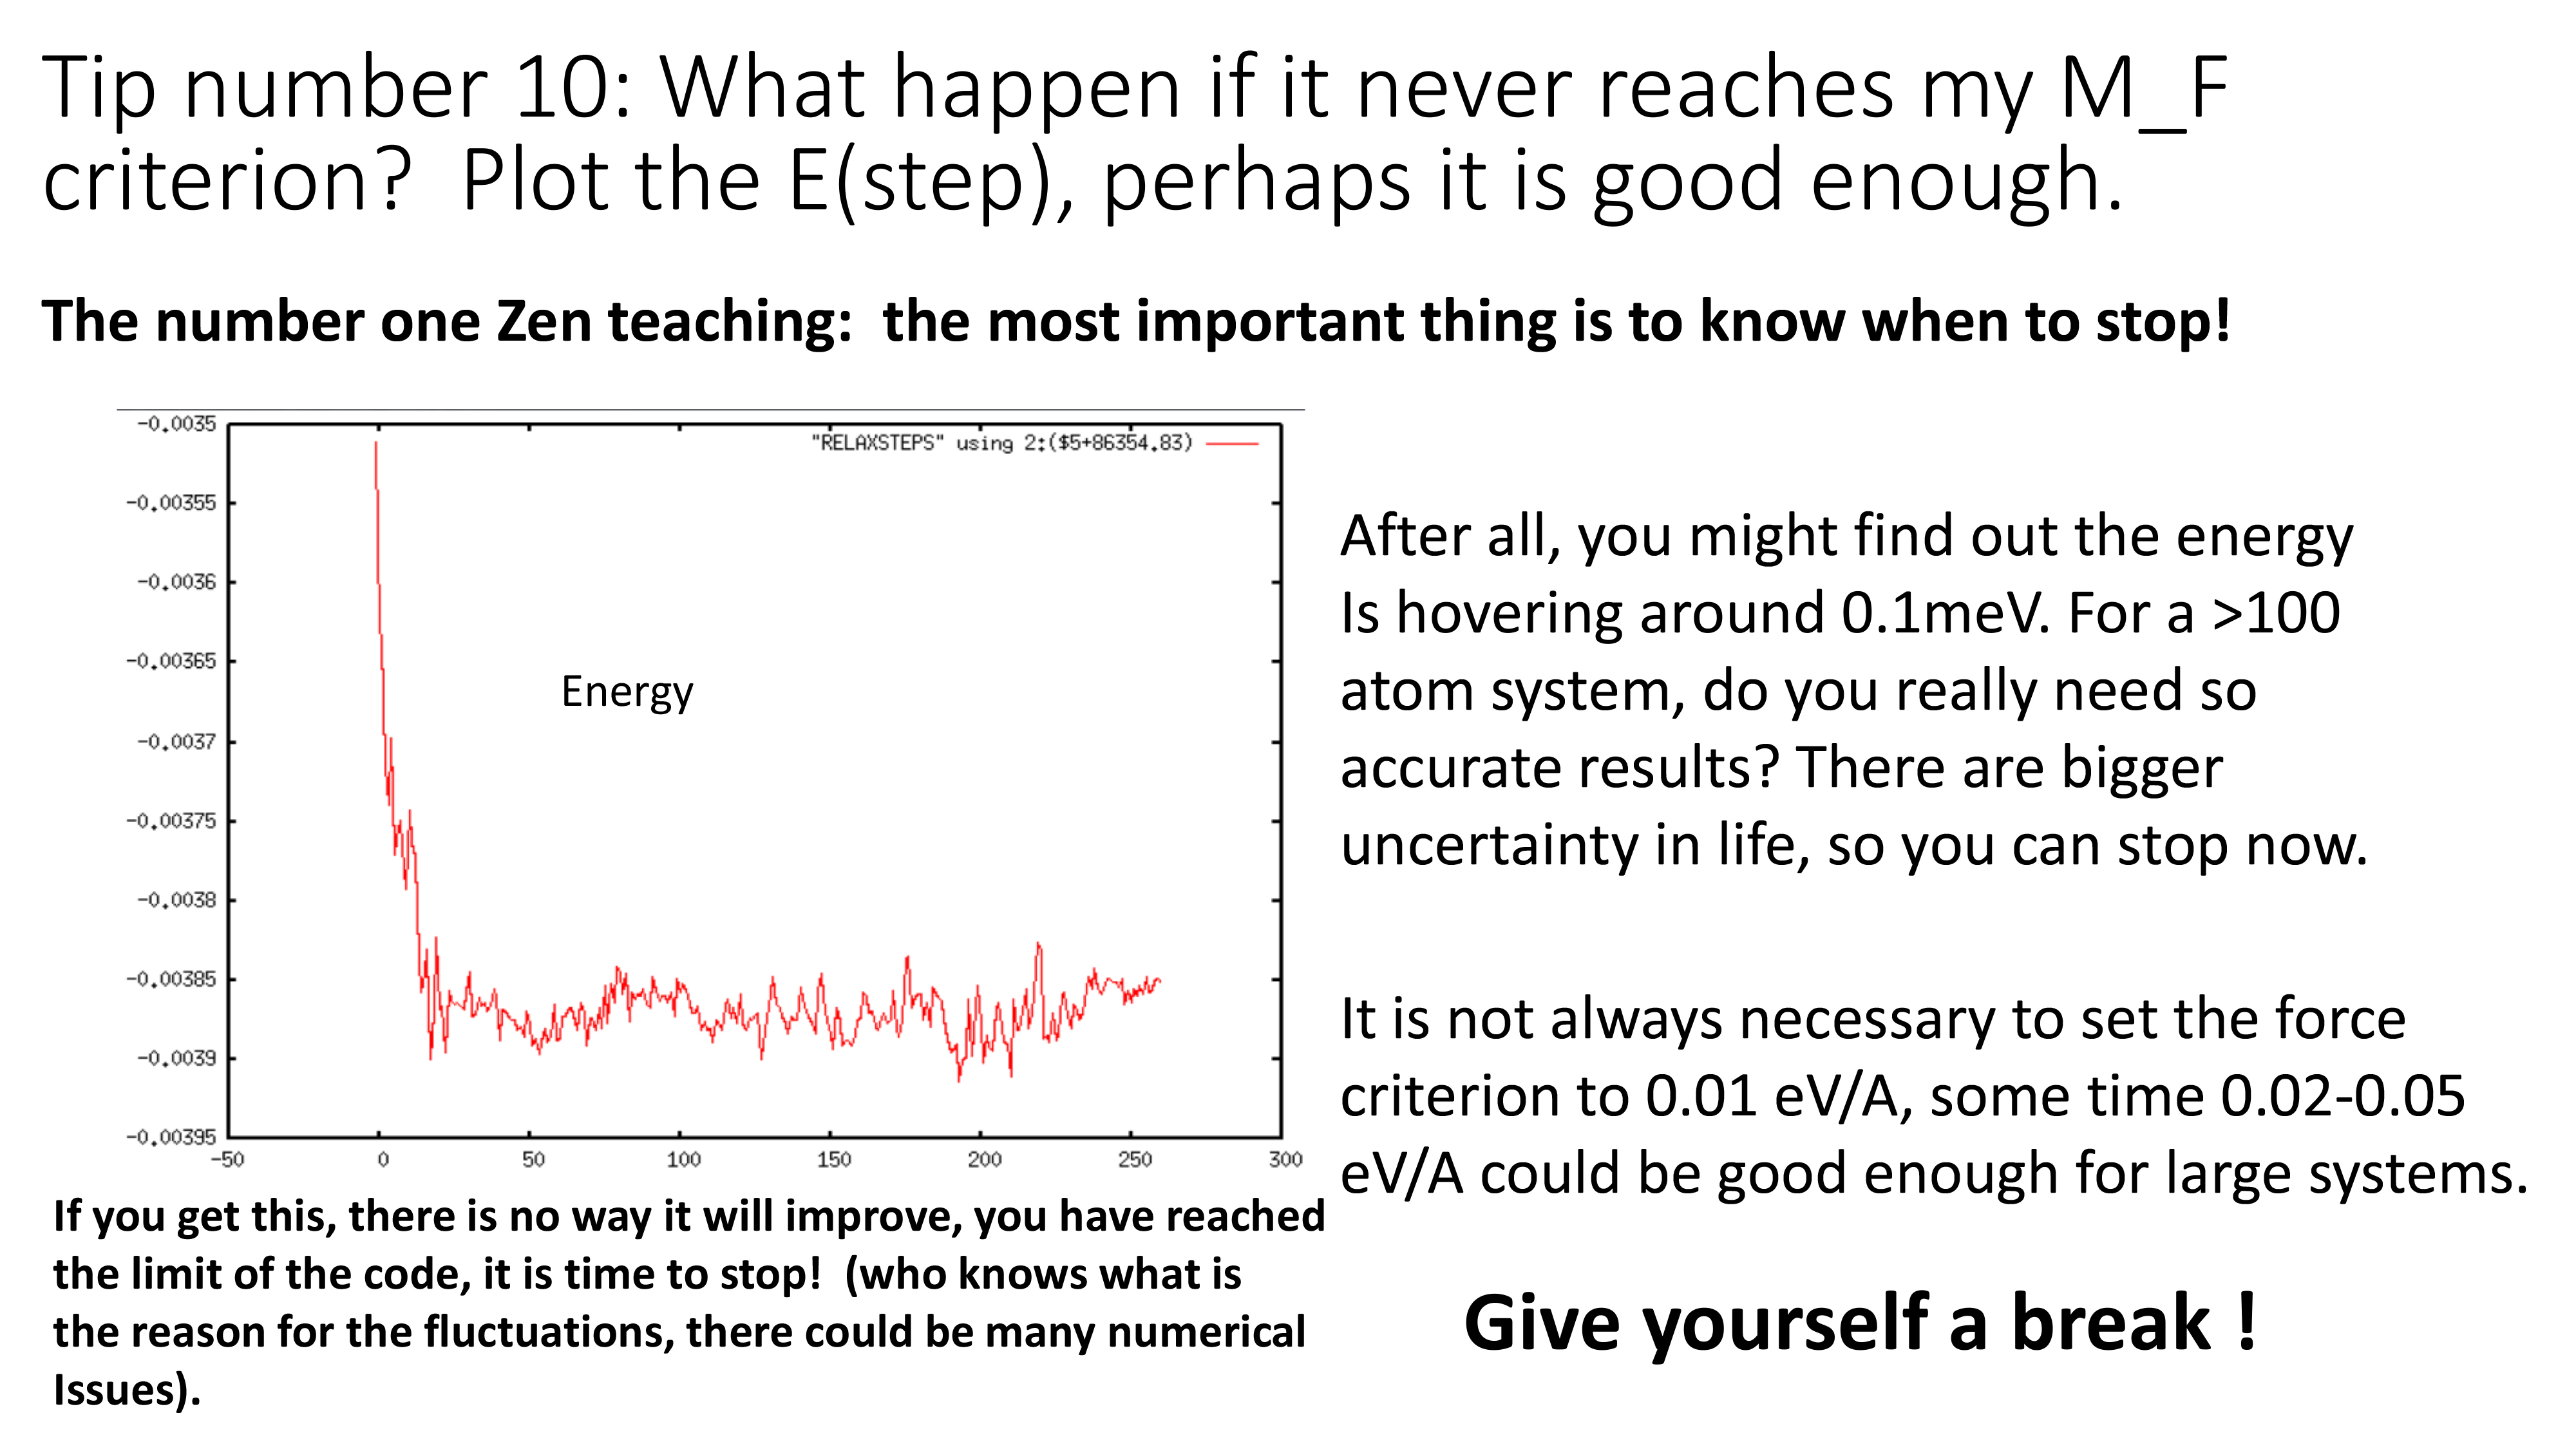 Tip number 10: What happen if it never reaches my M_F
criterion?  Plot the E(step), perhaps it is good enough.
The number one Zen teaching:  the most important thing is to know when to stop!
"RELAXSTEPS" using 2:($5+86354.83)
-0.0035
-0.00355
-0.0036
-0.00365
-0.0037
-0.00375
-0.0038
-0.00385
-0.0039
-0.00395
Energy
-50 0 50 100 150 200 250 300
If you get this, there is no way it will improve, you have reached
the limit of the code, it is time to stop!  (who knows what is
the reason for the fluctuations, there could be many numerical
Issues).
After all, you might find out the energy
Is hovering around 0.1meV. For a >100
atom system, do you really need so
accurate results? There are bigger
uncertainty in life, so you can stop now.
It is not always necessary to set the force
criterion to 0.01 eV/A, some time 0.02-0.05
eV/A could be good enough for large systems.
Give yourself a break !